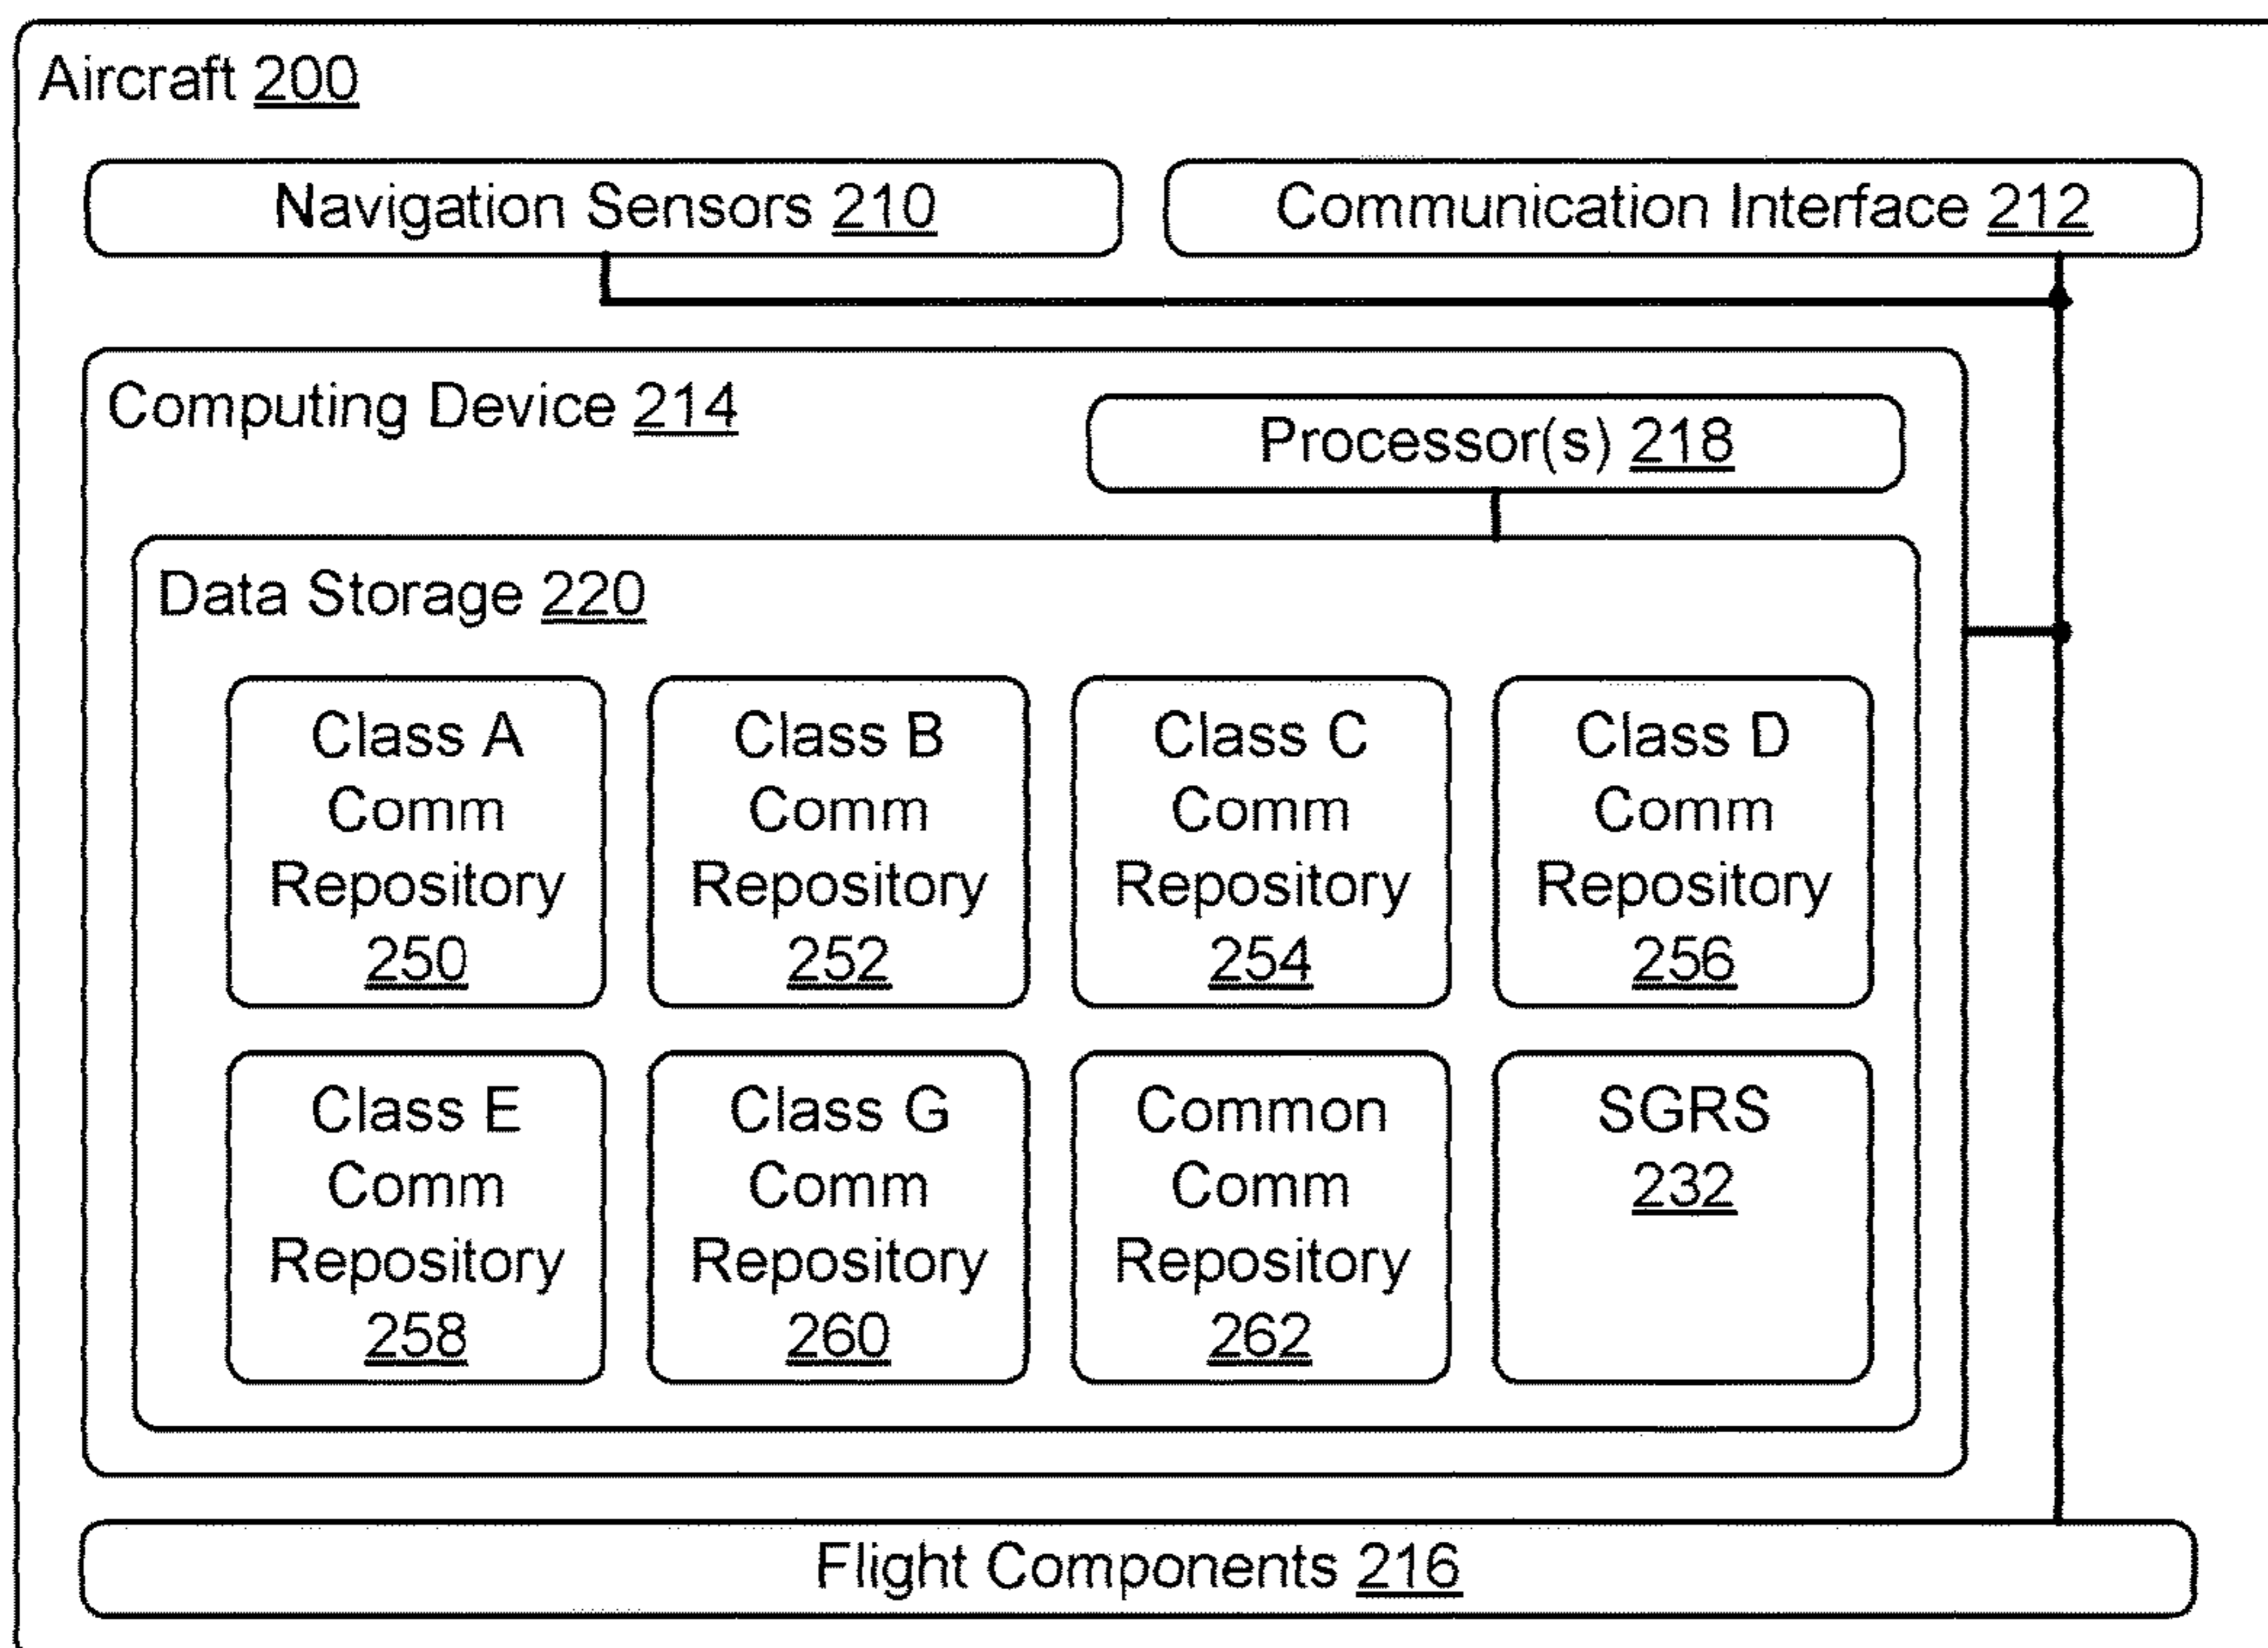 Aircraft 200
Navigation Sensors 210
Communication Interface 212
Computing Device 214
Processor(s) 218
Data Storage 220
Class A
Comm
Repository
250
Class B
Comm
Repository
252
Class C
Comm
Repository
254
Class D
Comm
Repository
256
Class E
Comm
Repository
258
Class G
Comm
Repository
260
Common
Comm
Repository
262
SGRS
232
Flight Components 216